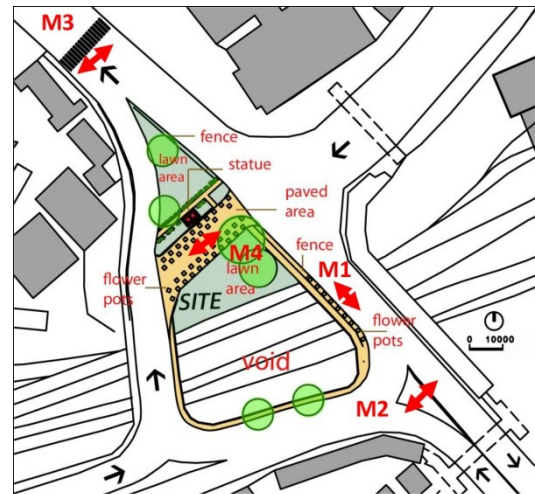 M3
fence
lawn
area
statue
paved
area
fence
M4
M1
lawn
area
flower
pots
SITE
flower
pots
void
0 10000
M2